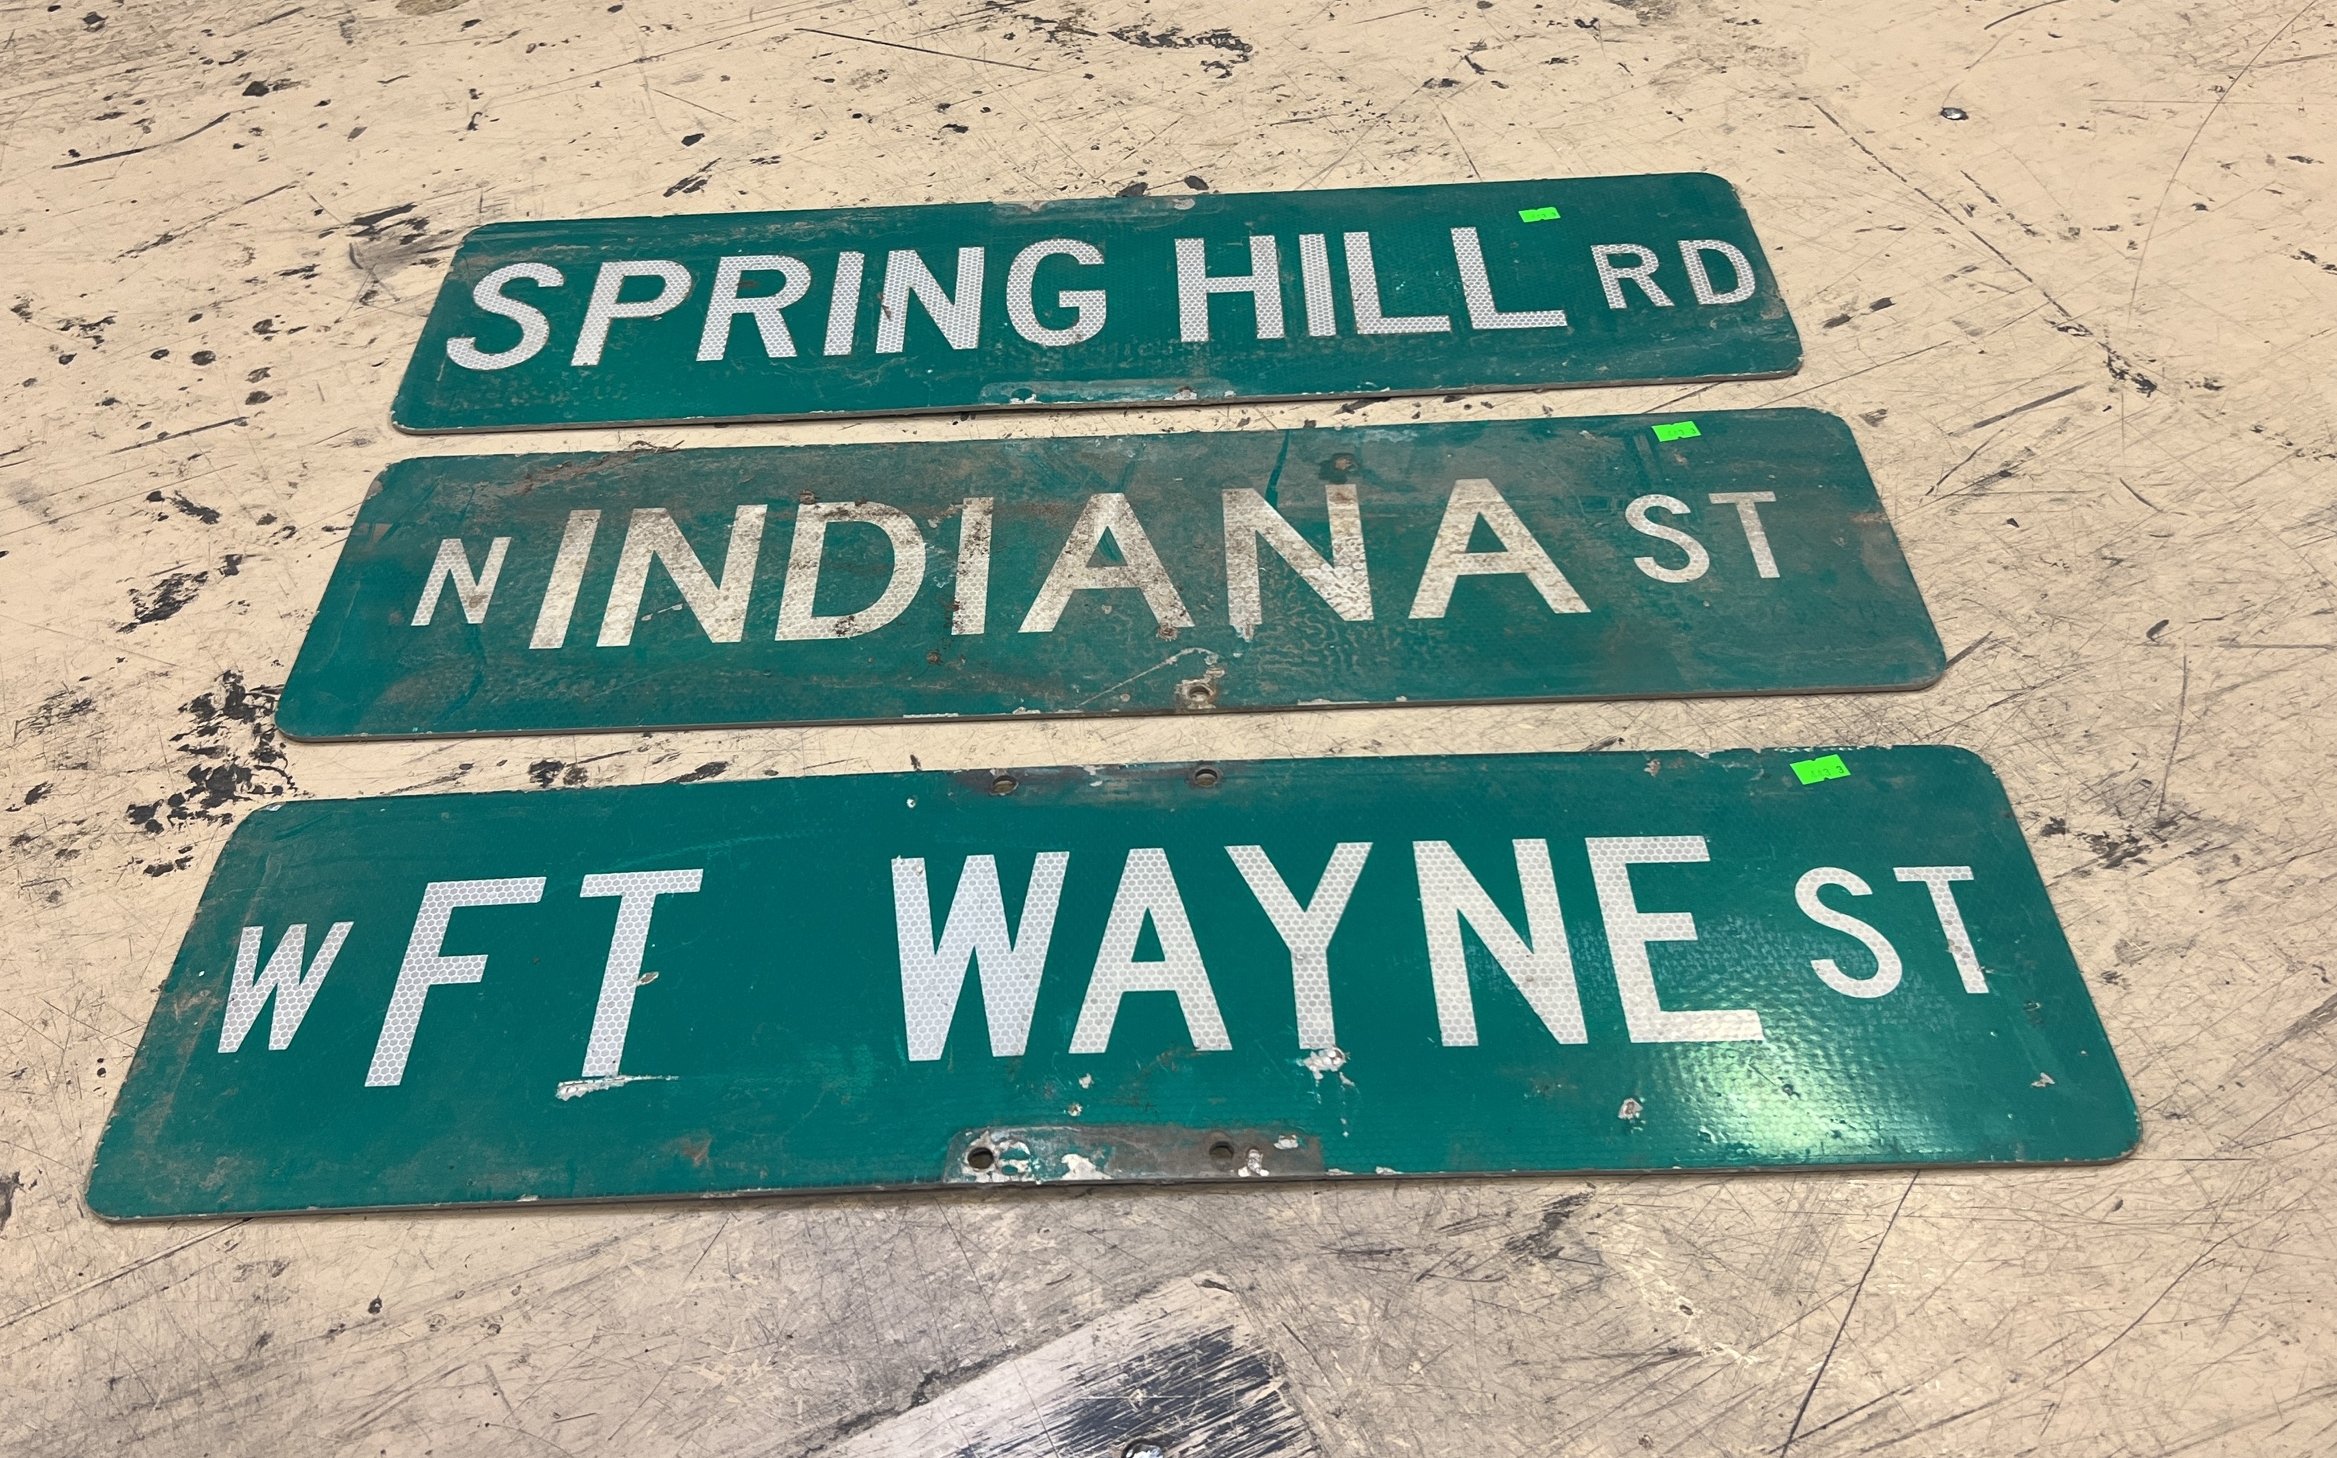 SPRING HILL RD
N INDIANA ST
W FT WAYNE ST